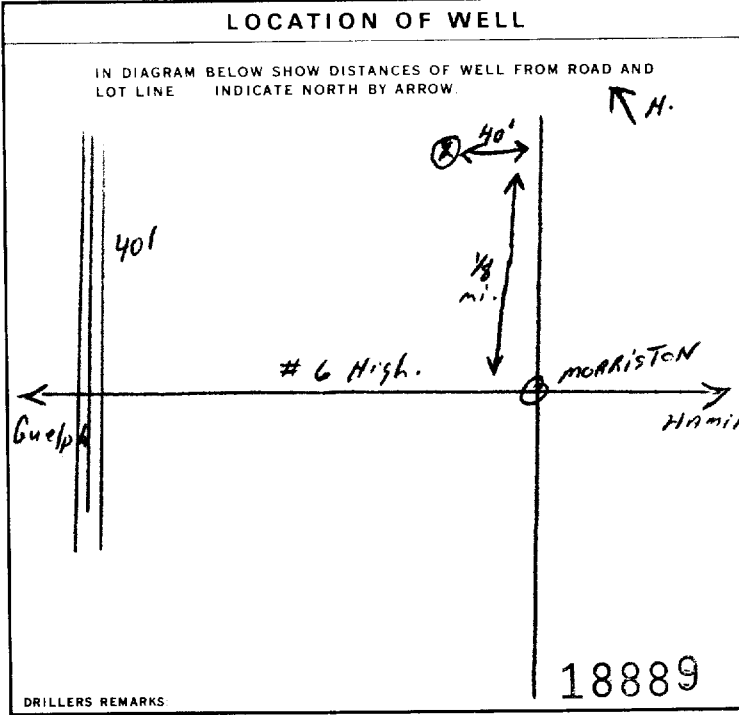 LOCATION OF WELL
IN DIAGRAM BELOW SHOW DISTANCES OF WELL FROM ROAD AND
LOT LINE INDICATE NORTH BY ARROW.
N.
40'
401
1/8
mi.
# 6 High.
MORRISTON
Guelph
18889
DRILLERS REMARKS